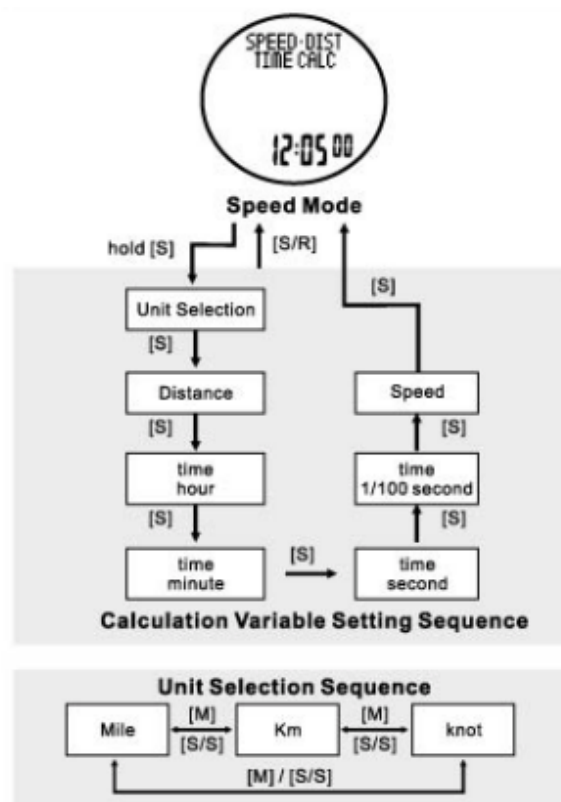 SPEED·DIST
TIME CALC
12:05 00
Speed Mode
hold [S]
[S/R]
[S]
Unit Selection
[S]
Distance
Speed
[S]
[S]
time
hour
time
1/100 second
[S]
[S]
time
minute
[S]
time
second
Calculation Variable Setting Sequence
Unit Selection Sequence
Mile
[M]
[S/S]
Km
[M]
[S/S]
knot
[M] / [S/S]